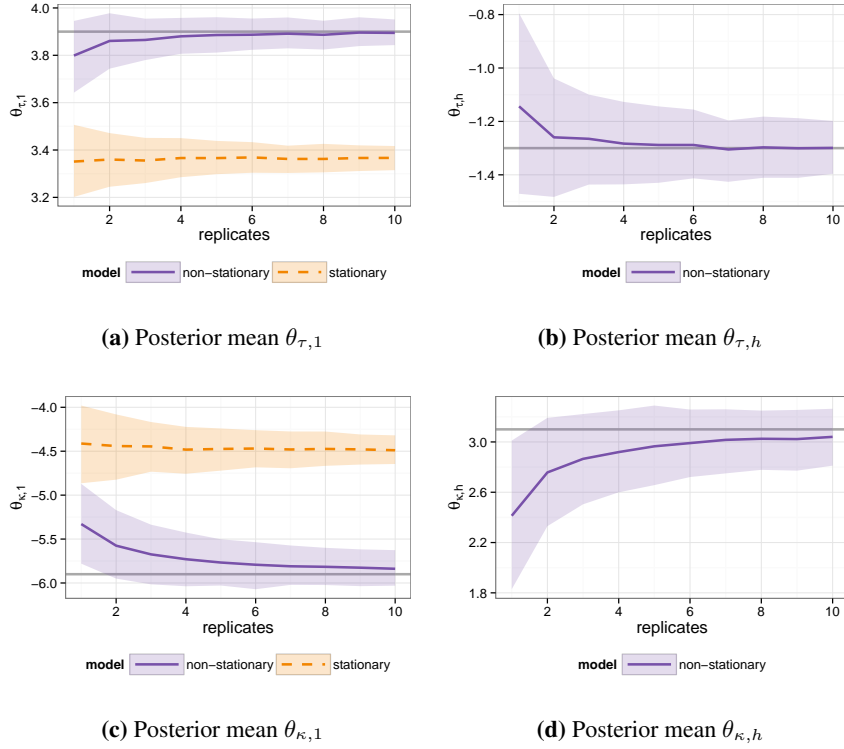 4.0
3.8
3.6
3.4
3.2
θτ,1
2 4 6 8 10
replicates
model non−stationary stationary
(a) Posterior mean θτ,1
−0.8
−1.0
−1.2
−1.4
θτ,h
2 4 6 8 10
replicates
model non−stationary
(b) Posterior mean θτ,h
−4.0
−4.5
−5.0
−5.5
−6.0
θκ,1
2 4 6 8 10
replicates
model non−stationary stationary
(c) Posterior mean θκ,1
3.0
2.6
2.2
1.8
θκ,h
2 4 6 8 10
replicates
model non−stationary
(d) Posterior mean θκ,h